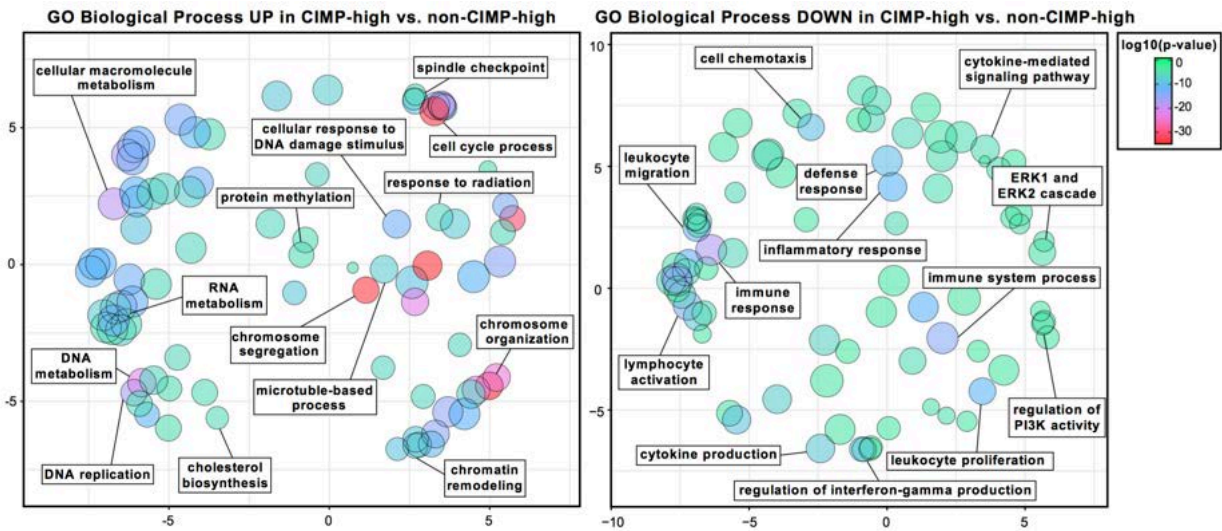 GO Biological Process UP in CIMP-high vs. non-CIMP-high
cellular macromolecule
metabolism
spindle checkpoint
cellular response to
DNA damage stimulus
cell cycle process
protein methylation
response to radiation
RNA
metabolism
chromosome
segregation
chromosome
organization
DNA
metabolism
microtuble-based
process
DNA replication
cholesterol
biosynthesis
chromatin
remodeling
5
0
-5
-5
0
5
GO Biological Process DOWN in CIMP-high vs. non-CIMP-high
cell chemotaxis
cytokine-mediated
signaling pathway
leukocyte
migration
defense
response
ERK1 and
ERK2 cascade
inflammatory response
immune system process
immune
response
lymphocyte
activation
regulation of
PI3K activity
cytokine production
leukocyte proliferation
regulation of interferon-gamma production
10
5
0
-5
-10
-10
-5
0
5
log10(p-value)
0
-10
-20
-30